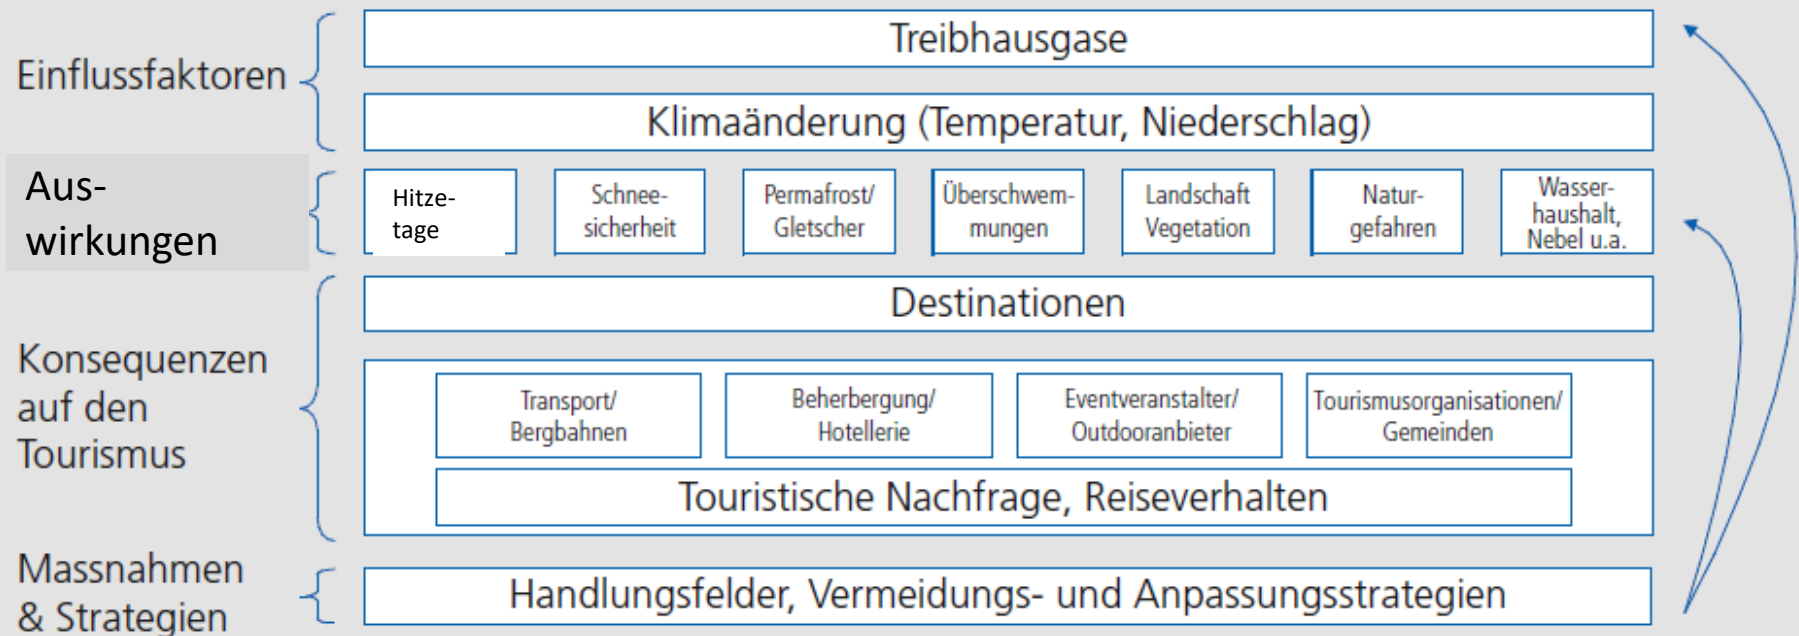 Einflussfaktoren
Treibhausgase
Klimaänderung (Temperatur, Niederschlag)
Aus-
wirkungen
Hitze-
tage
Schnee-
sicherheit
Permafrost/
Gletscher
Überschwem-
mungen
Landschaft
Vegetation
Natur-
gefahren
Wasser-
haushalt,
Nebel u.a.
Konsequenzen
auf den
Tourismus
Destinationen
Transport/
Bergbahnen
Beherbergung/
Hotellerie
Eventveranstalter/
Outdooranbieter
Tourismusorganisationen/
Gemeinden
Touristische Nachfrage, Reiseverhalten
Massnahmen
& Strategien
Handlungsfelder, Vermeidungs- und Anpassungsstrategien